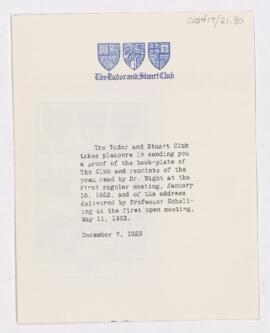 CUS417/21.30
The Tudor and Stuart Club
The Tudor and Stuart Club
takes pleasure in sending you
a proof of the book-plate of
The Club and reprints of the
poem read by Dr. Wight at the
first regular meeting, January
16, 1922, and of the address
delivered by Professor Schel-
ling at the first open meeting,
May 11, 1923.
December 7, 1923